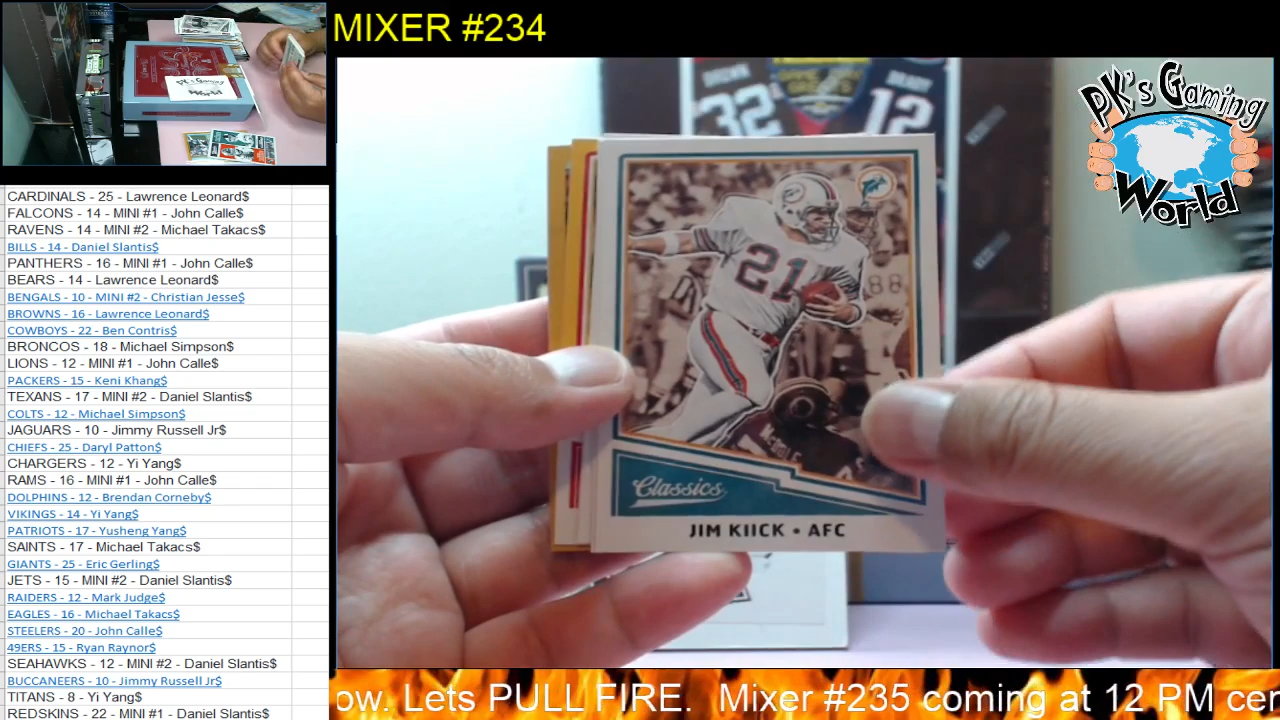 MIXER #234
PK's Gaming
World
CARDINALS - 25 - Lawrence Leonard$
FALCONS - 14 - MINI #1 - John Calle$
RAVENS - 14 - MINI #2 - Michael Takacs$
BILLS - 14 - Daniel Slantis$
PANTHERS - 16 - MINI #1 - John Calle$
BEARS - 14 - Lawrence Leonard$
BENGALS - 10 - MINI #2 - Christian Jesse$
BROWNS - 16 - Lawrence Leonard$
COWBOYS - 22 - Ben Contris$
BRONCOS - 18 - Michael Simpson$
LIONS - 12 - MINI #1 - John Calle$
PACKERS - 15 - Keni Khang$
TEXANS - 17 - MINI #2 - Daniel Slantis$
COLTS - 12 - Michael Simpson$
JAGUARS - 10 - Jimmy Russell Jr$
CHIEFS - 25 - Daryl Patton$
CHARGERS - 12 - Yi Yang$
RAMS - 16 - MINI #1 - John Calle$
DOLPHINS - 12 - Brendan Corneby$
VIKINGS - 14 - Yi Yang$
PATRIOTS - 17 - Yusheng Yang$
SAINTS - 17 - Michael Takacs$
GIANTS - 25 - Eric Gerling$
JETS - 15 - MINI #2 - Daniel Slantis$
RAIDERS - 12 - Mark Judge$
EAGLES - 16 - Michael Takacs$
STEELERS - 20 - John Calle$
49ERS - 15 - Ryan Raynor$
SEAHAWKS - 12 - MINI #2 - Daniel Slantis$
BUCCANEERS - 10 - Jimmy Russell Jr$
TITANS - 8 - Yi Yang$
REDSKINS - 22 - MINI #1 - Daniel Slantis$
32
12
21
88
Classics
JIM KIICK • AFC
ow. Lets PULL FIRE. Mixer #235 coming at 12 PM cen